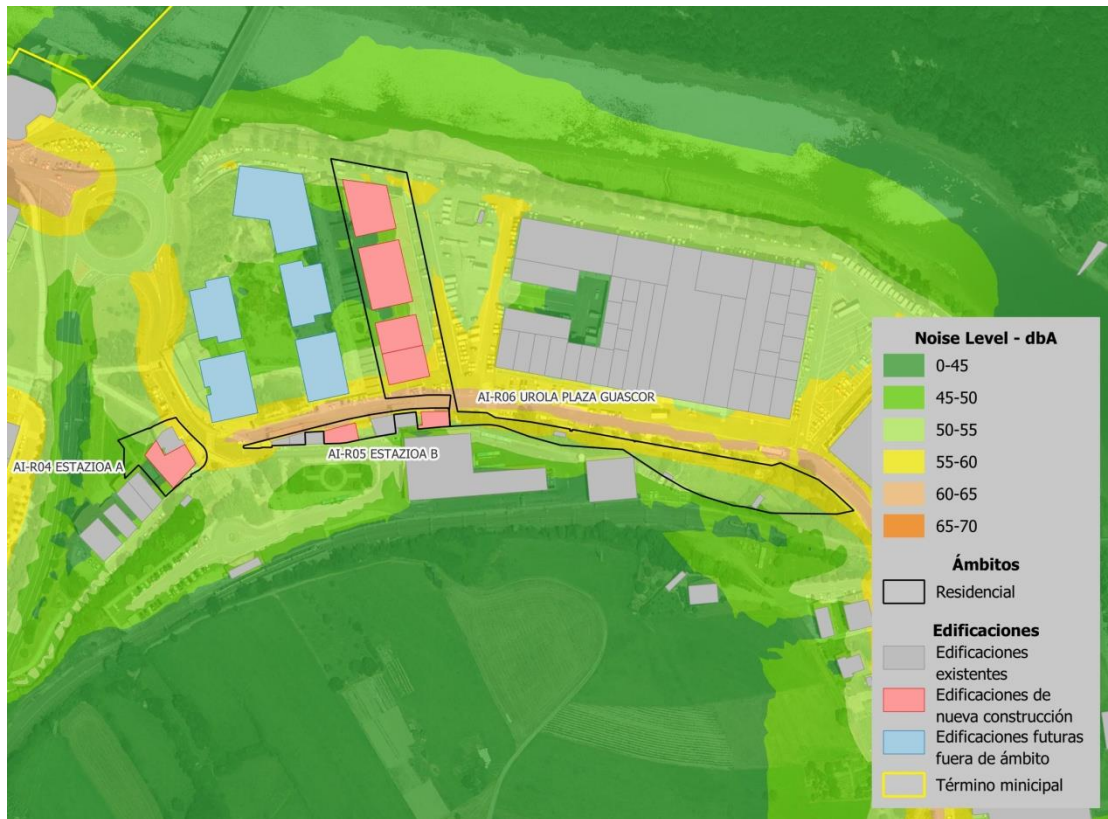 AI-R06 UROLA PLAZA GUASCOR
AI-R05 ESTAZIOA B
AI-R04 ESTAZIOA A
Noise Level - dbA
0-45
45-50
50-55
55-60
60-65
65-70
Ámbitos
Residencial
Edificaciones
Edificaciones
existentes
Edificaciones de
nueva construcción
Edificaciones futuras
fuera de ámbito
Término minicipal